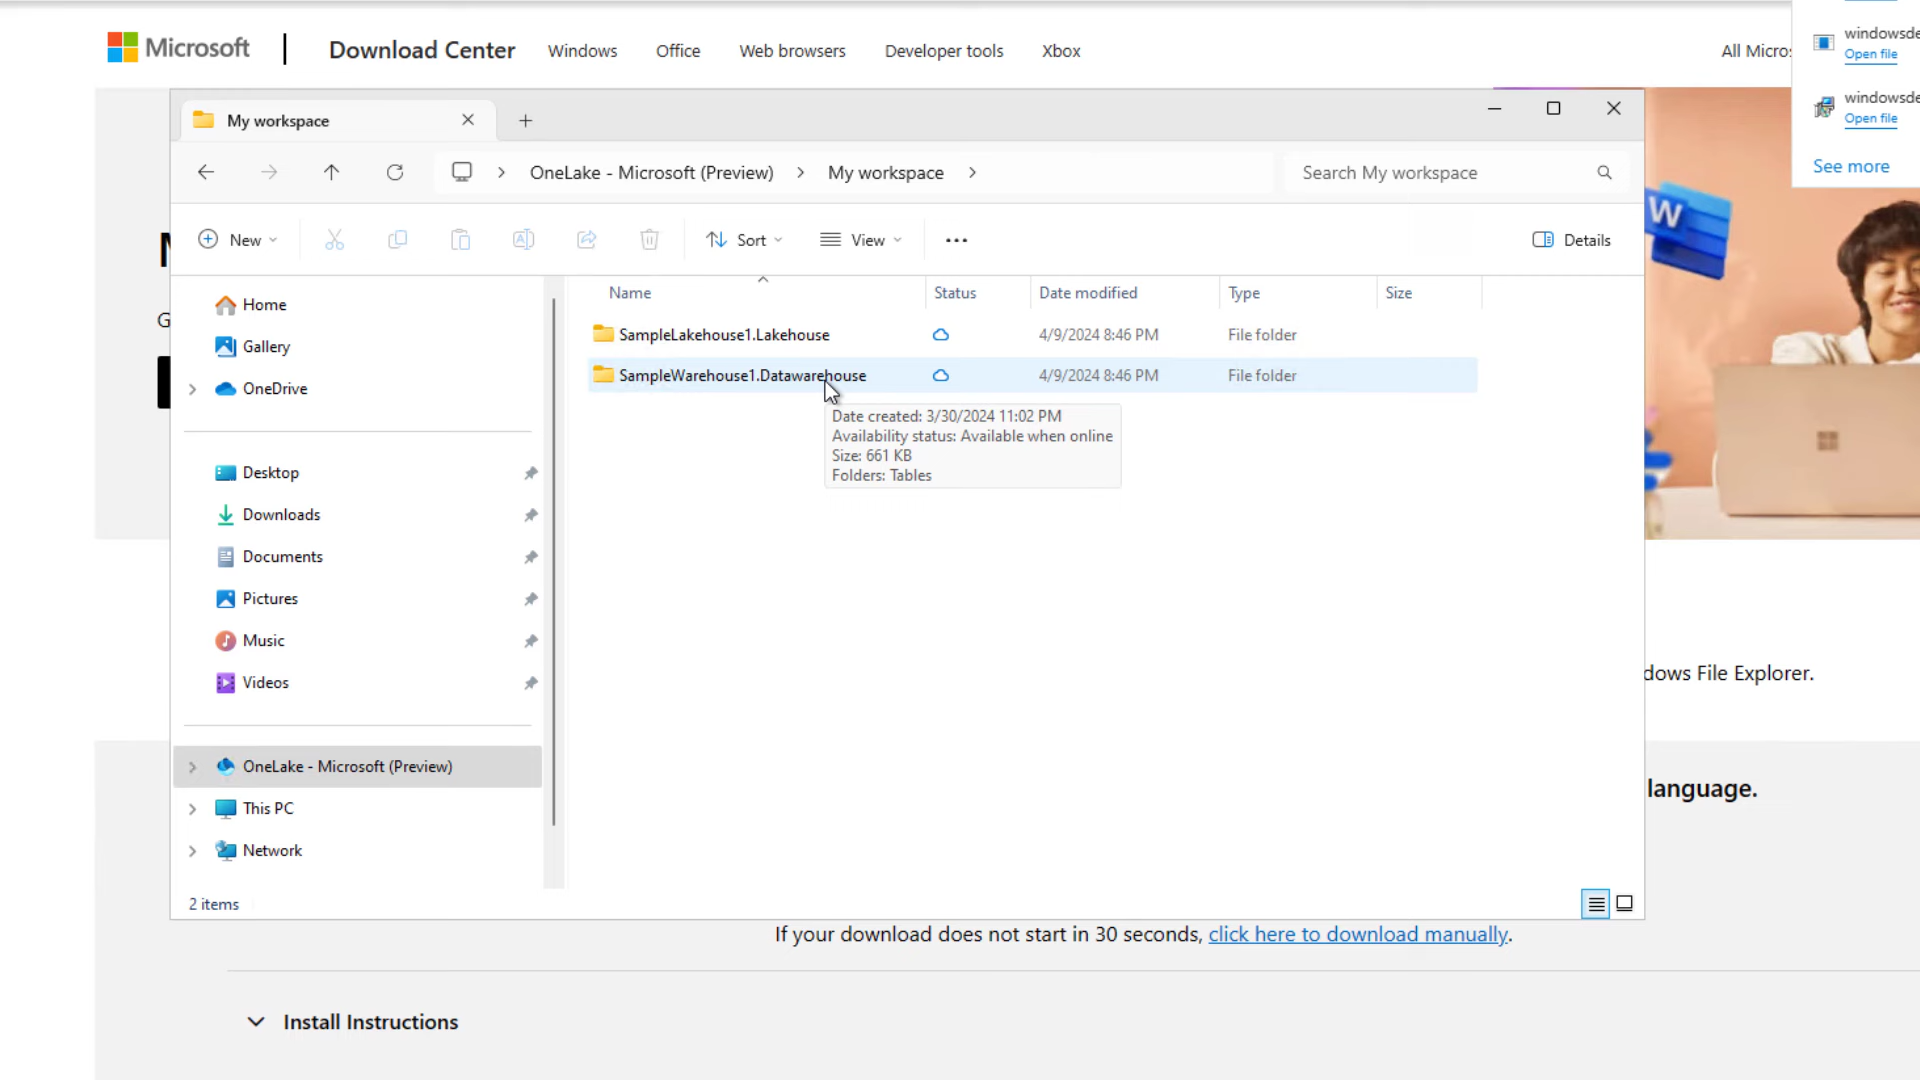 Microsoft
Download Center
Windows
Office
Web browsers
Developer tools
Xbox
All Micro
windowsde
Open file
windowsde
Open file
See more
My workspace
OneLake - Microsoft (Preview)
My workspace
Search My workspace
New
Sort
View
Details
Name
Status
Date modified
Type
Size
Home
Gallery
OneDrive
Desktop
Downloads
Documents
Pictures
Music
Videos
OneLake - Microsoft (Preview)
This PC
Network
SampleLakehouse1.Lakehouse
4/9/2024 8:46 PM
File folder
SampleWarehouse1.Datawarehouse
4/9/2024 8:46 PM
File folder
Date created: 3/30/2024 11:02 PM
Availability status: Available when online
Size: 661 KB
Folders: Tables
W
G
dows File Explorer.
language.
2 items
If your download does not start in 30 seconds, click here to download manually.
Install Instructions